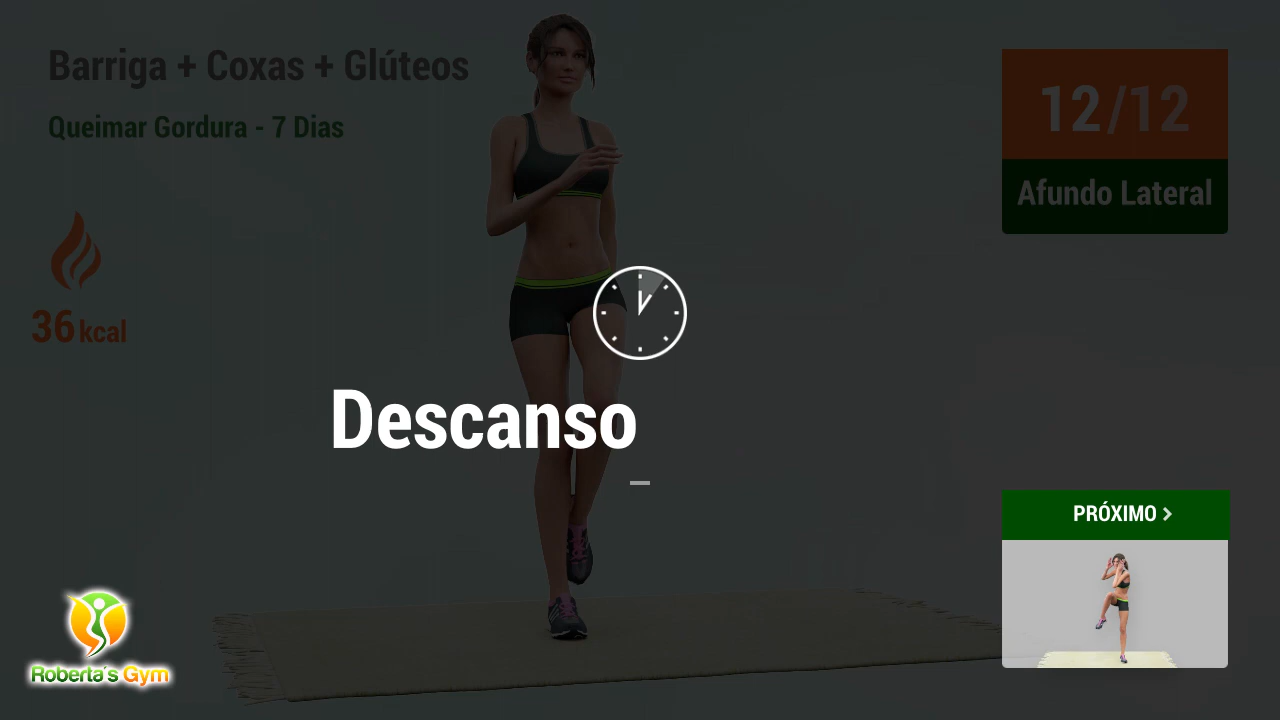 Barriga + Coxas + Glúteos
Queimar Gordura - 7 Dias
12/12
Afundo Lateral
36 kcal
Descanso
PRÓXIMO >
Roberta´s Gym